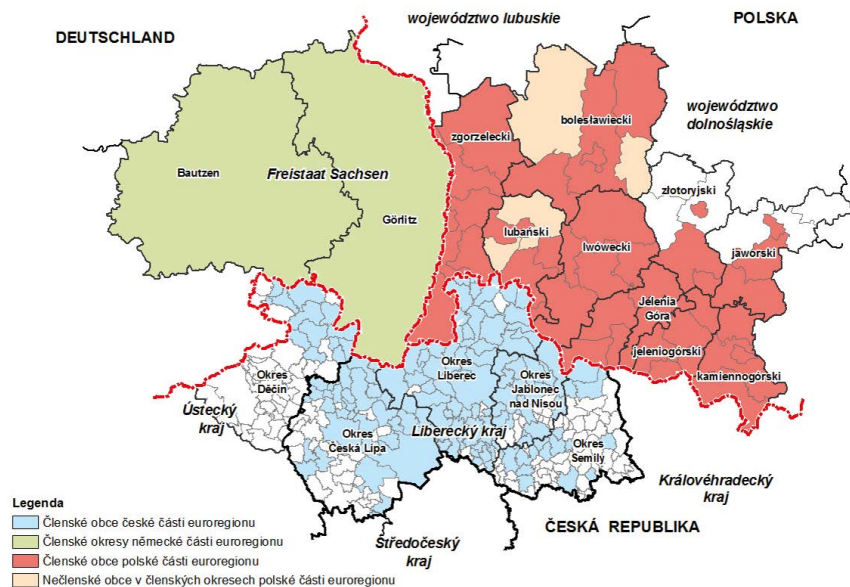 województwo lubuskie
POLSKA
DEUTSCHLAND
województwo
dolnośląskie
bolesławiecki
zgorzelecki
Bautzen
Freistaat Sachsen
złotoryjski
Görlitz
lubański
lwówecki
jaworski
Jelenia
Góra
jeleniogórski
kamiennogórski
Okres
Děčín
Okres
Liberec
Okres
Jablonec
nad Nisou
Ústecký
kraj
Okres
Česká Lípa
Liberecký kraj
Okres
Semily
Královéhradecký
kraj
ČESKÁ REPUBLIKA
Středočeský
kraj
Legenda
Členské obce české části euroregionu
Členské okresy německé části euroregionu
Členské obce polské části euroregionu
Nečlenské obce v členských okresech polské části euroregionu